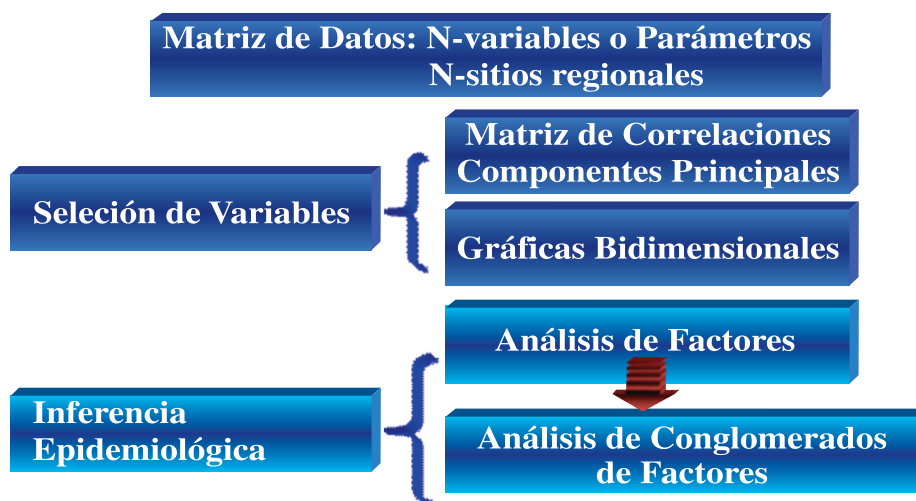 Matriz de Datos: N-variables o Parámetros
N-sitios regionales
Matriz de Correlaciones
Componentes Principales
Seleción de Variables
Gráficas Bidimensionales
Análisis de Factores
Inferencia
Epidemiológica
Análisis de Conglomerados
de Factores